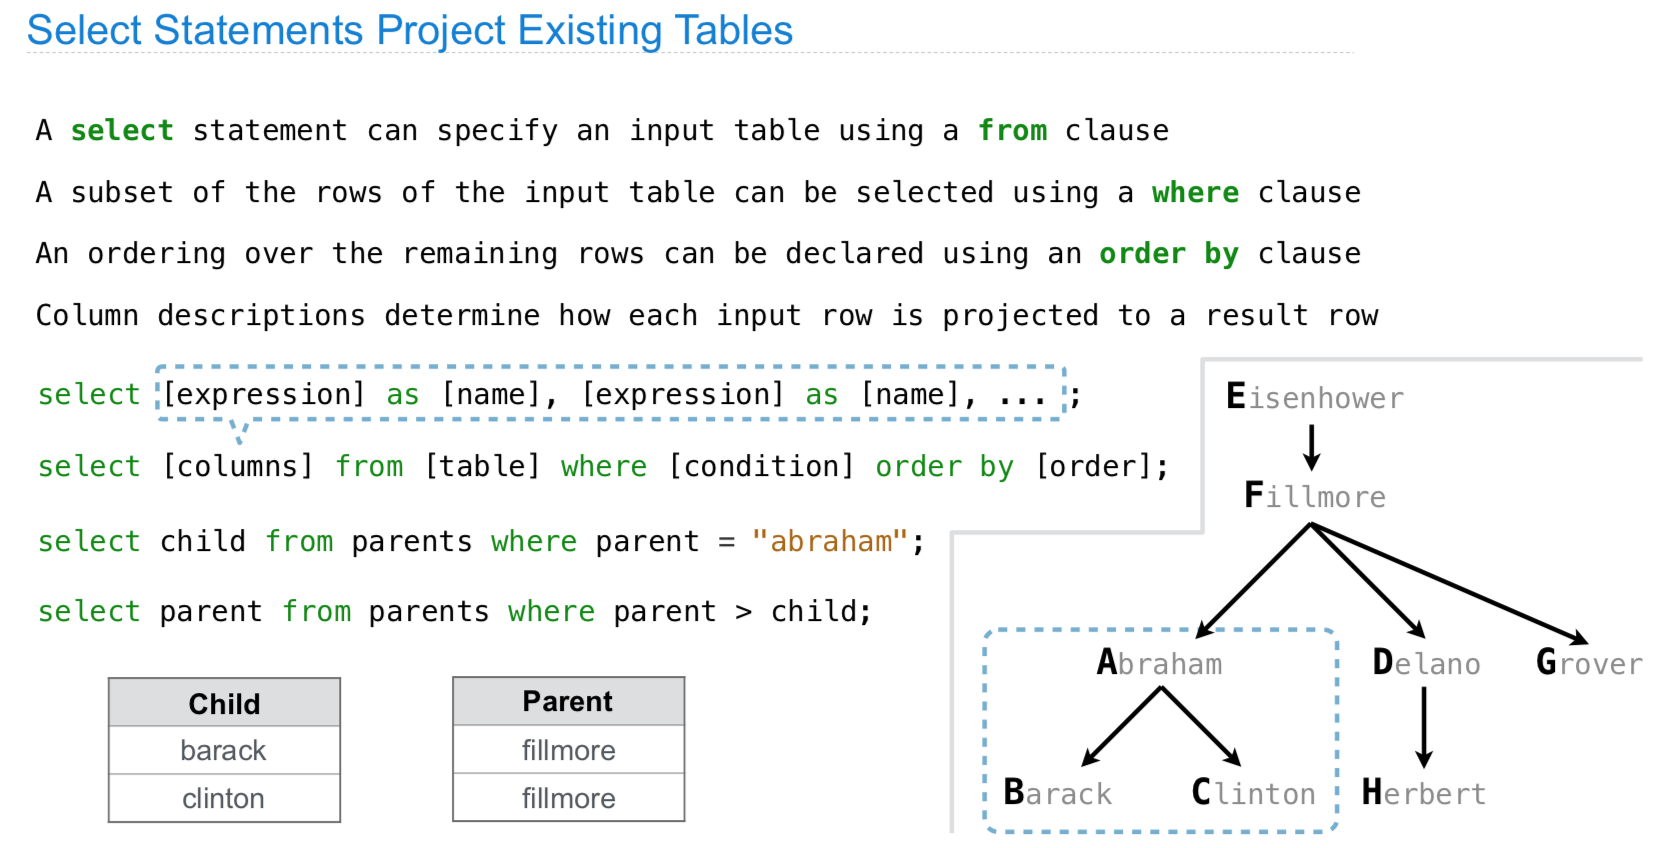 Select Statements Project Existing Tables
A select statement can specify an input table using a from clause
A subset of the rows of the input table can be selected using a where clause
An ordering over the remaining rows can be declared using an order by clause
Column descriptions determine how each input row is projected to a result row
select [expression] as [name], [expression] as [name], ... ;
select [columns] from [table] where [condition] order by [order];
select child from parents where parent = "abraham";
select parent from parents where parent > child;
Child
barack
clinton
Parent
fillmore
fillmore
Eisenhower
Fillmore
Abraham Delano Grover
Barack Clinton Herbert